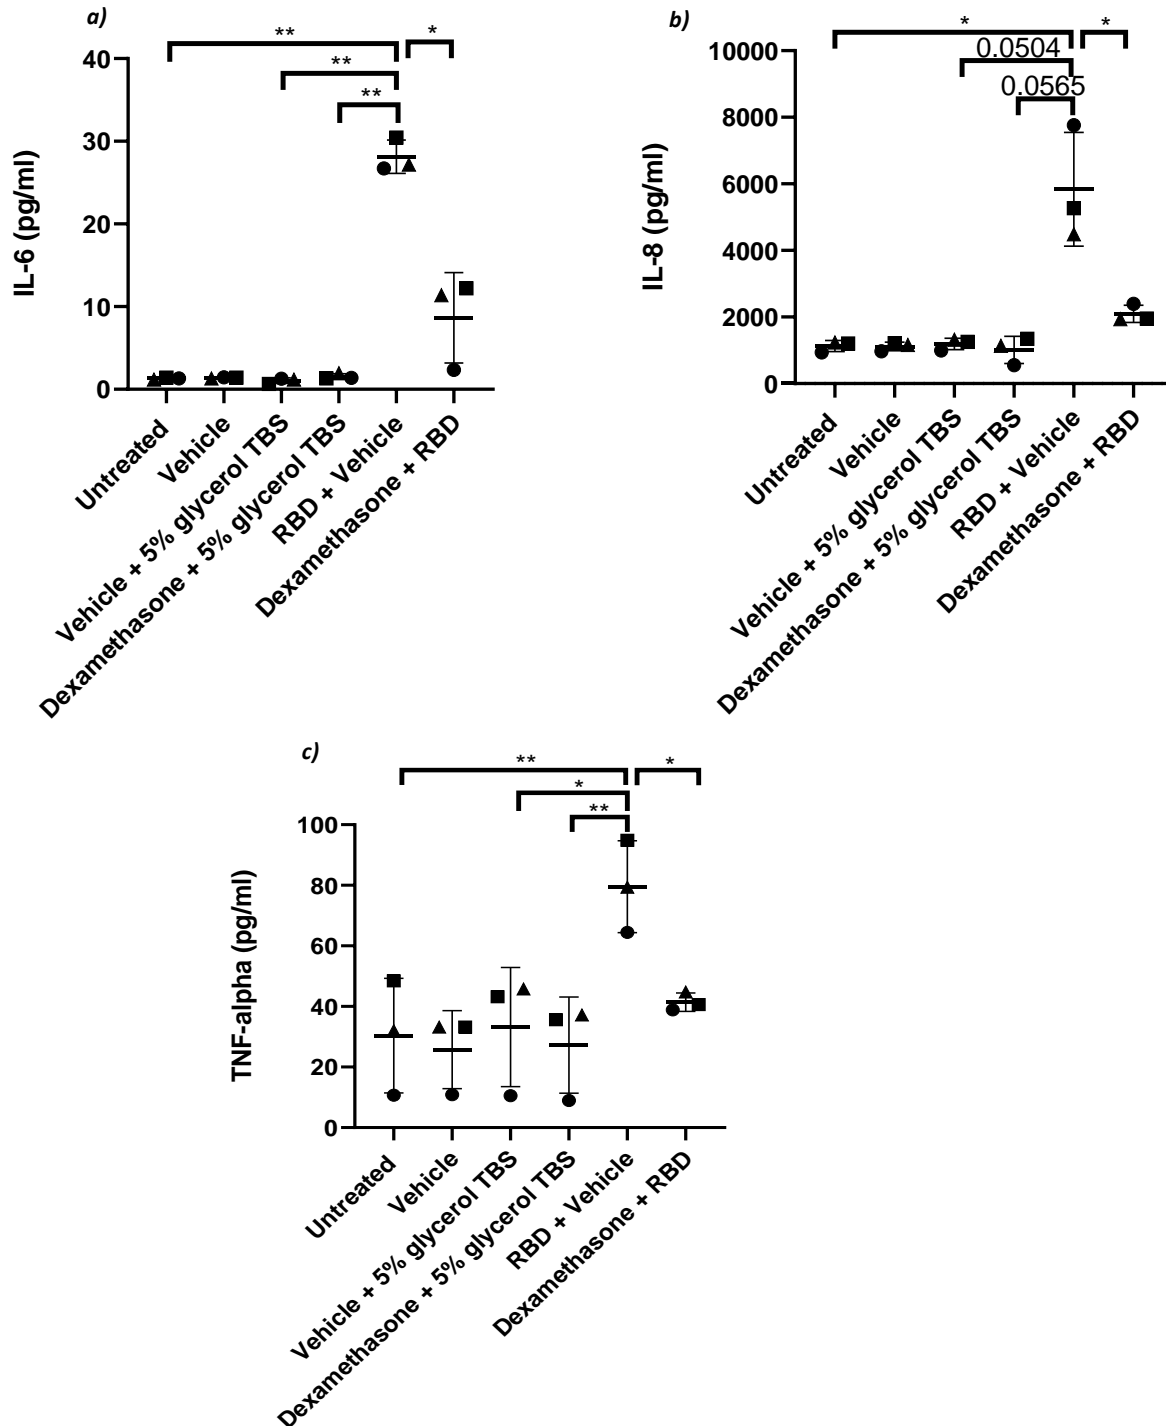 a)
**
*
**
**
40
30
20
10
0
IL-6 (pg/ml)
Untreated
Vehicle
Vehicle + 5% glycerol TBS
Dexamethasone + 5% glycerol TBS
RBD + Vehicle
Dexamethasone + RBD
b)
*
*
0.0504
0.0565
10000
8000
6000
4000
2000
0
IL-8 (pg/ml)
Untreated
Vehicle
Vehicle + 5% glycerol TBS
Dexamethasone + 5% glycerol TBS
RBD + Vehicle
Dexamethasone + RBD
c)
**
*
*
**
100
80
60
40
20
0
TNF-alpha (pg/ml)
Untreated
Vehicle
Vehicle + 5% glycerol TBS
Dexamethasone + 5% glycerol TBS
RBD + Vehicle
Dexamethasone + RBD